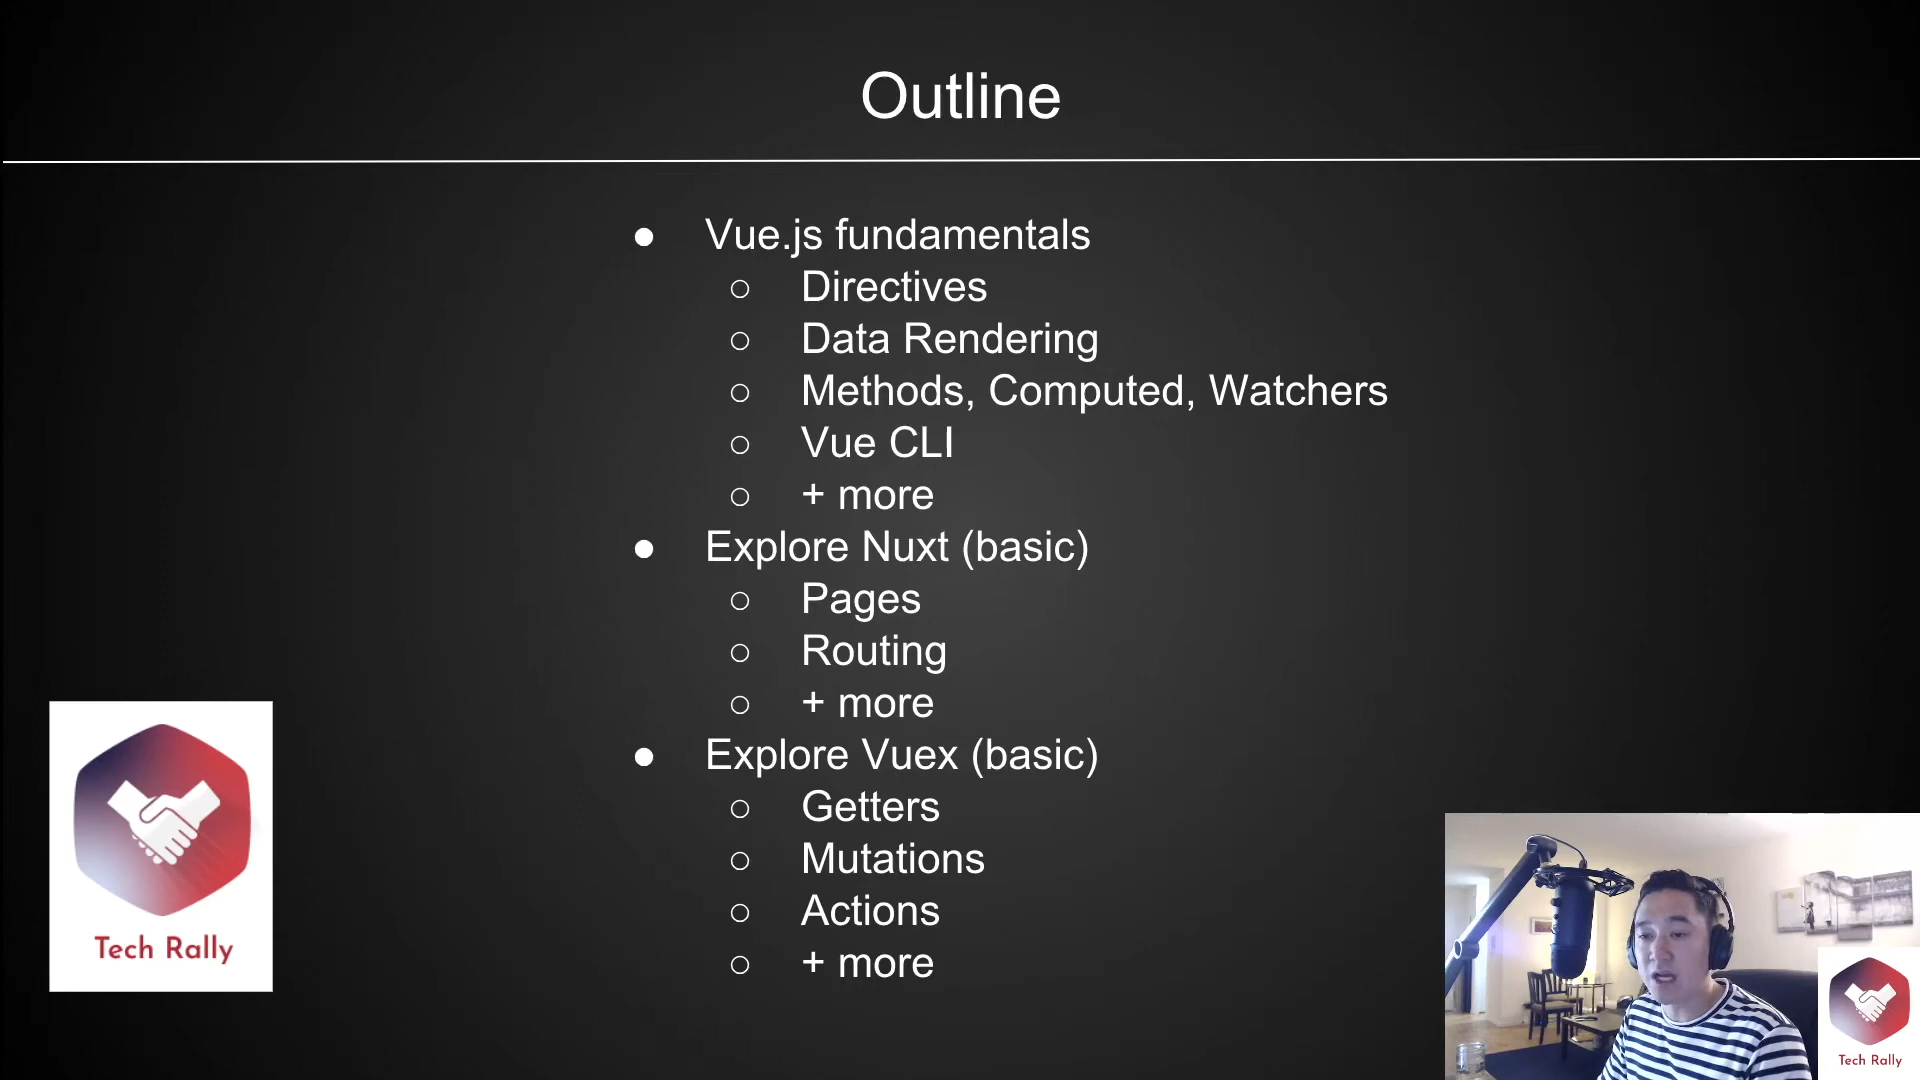 Outline
● Vue.js fundamentals
○ Directives
○ Data Rendering
○ Methods, Computed, Watchers
○ Vue CLI
○ + more
● Explore Nuxt (basic)
○ Pages
○ Routing
○ + more
● Explore Vuex (basic)
○ Getters
○ Mutations
○ Actions
○ + more
Tech Rally
Tech Rally